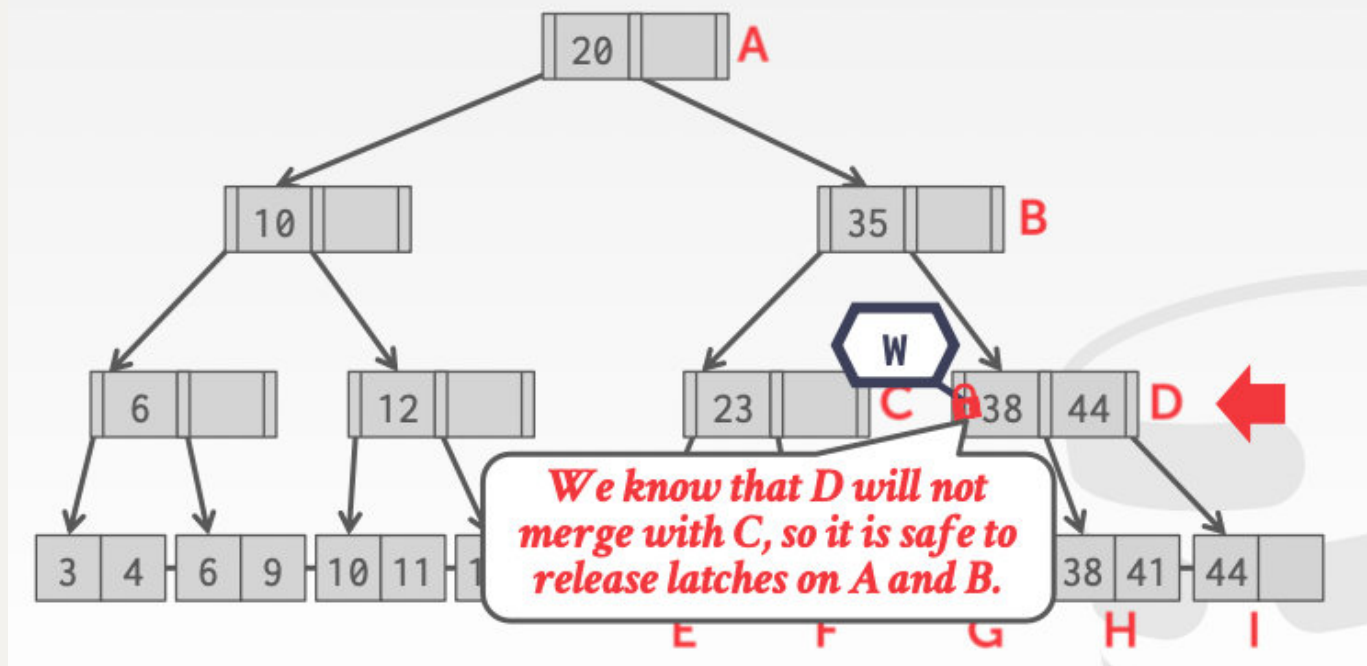 20 A
10 35 B
W
6 12 23 C 38 44 D
We know that D will not
merge with C, so it is safe to
release latches on A and B.
3 4 6 9 10 11 38 41 44
E F G H I